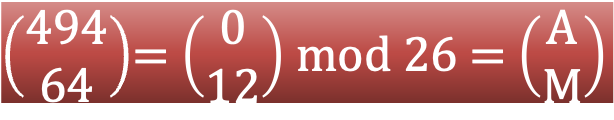 (494 64) = (0 12) mod 26 = (A M)